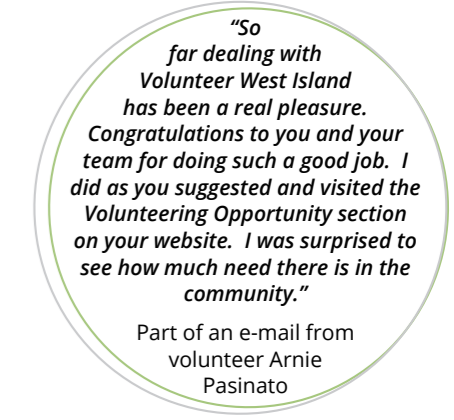 “So
far dealing with
Volunteer West Island
has been a real pleasure.
Congratulations to you and your
team for doing such a good job.  I
did as you suggested and visited the
Volunteering Opportunity section
on your website.  I was surprised to
see how much need there is in the
community.”
Part of an e-mail from
volunteer Arnie
Pasinato